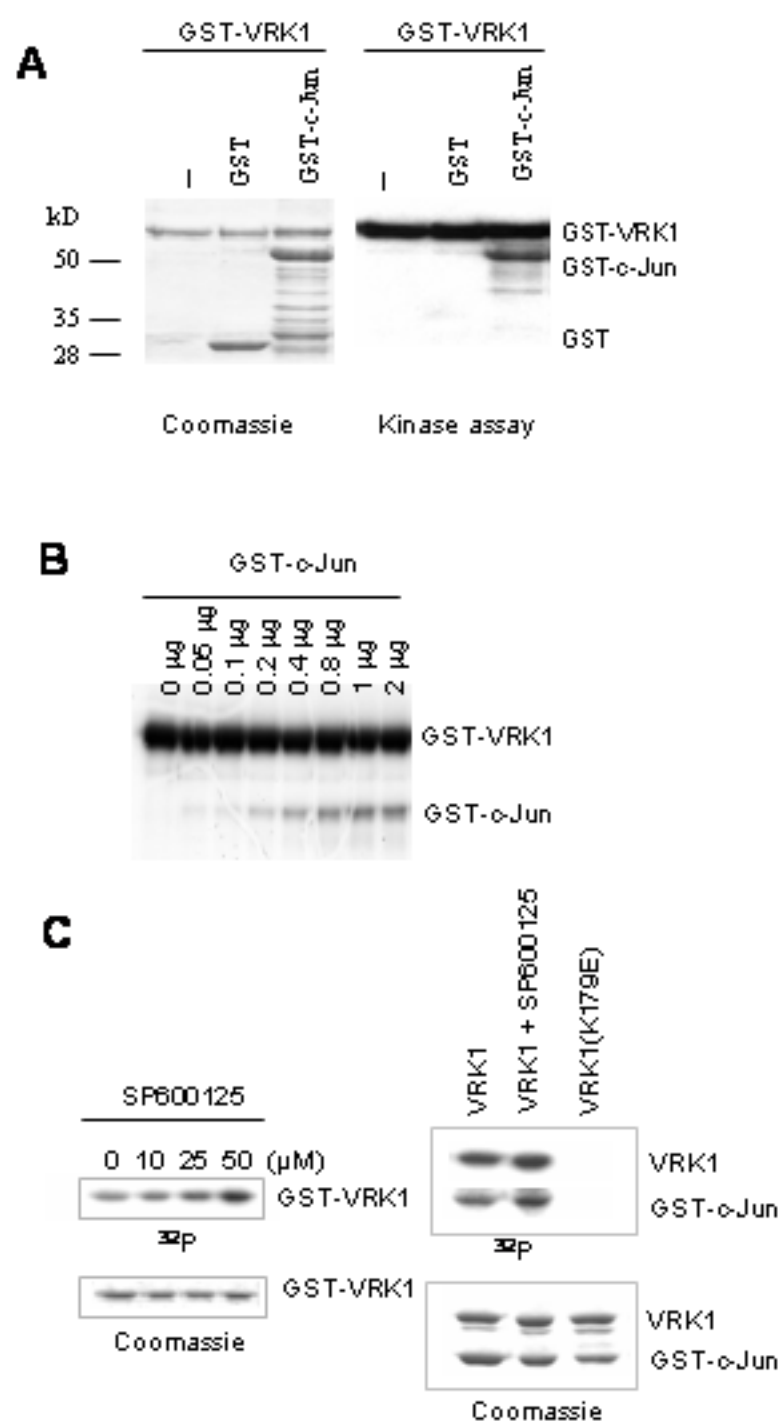 A
GST-VRK1
GST-VRK1
–
GST
GST-c-Jun
–
GST
GST-c-Jun
kD
50
35
28
GST-VRK1
GST-c-Jun
GST
Coomassie
Kinase assay
B
GST-c-Jun
0 µg
0.05 µg
0.1 µg
0.2 µg
0.4 µg
0.8 µg
1 µg
2 µg
GST-VRK1
GST-c-Jun
C
SP600125
0 10 25 50 (µM)
GST-VRK1
32P
GST-VRK1
Coomassie
VRK1
VRK1 + SP600125
VRK1(K179E)
VRK1
GST-c-Jun
32P
VRK1
GST-c-Jun
Coomassie